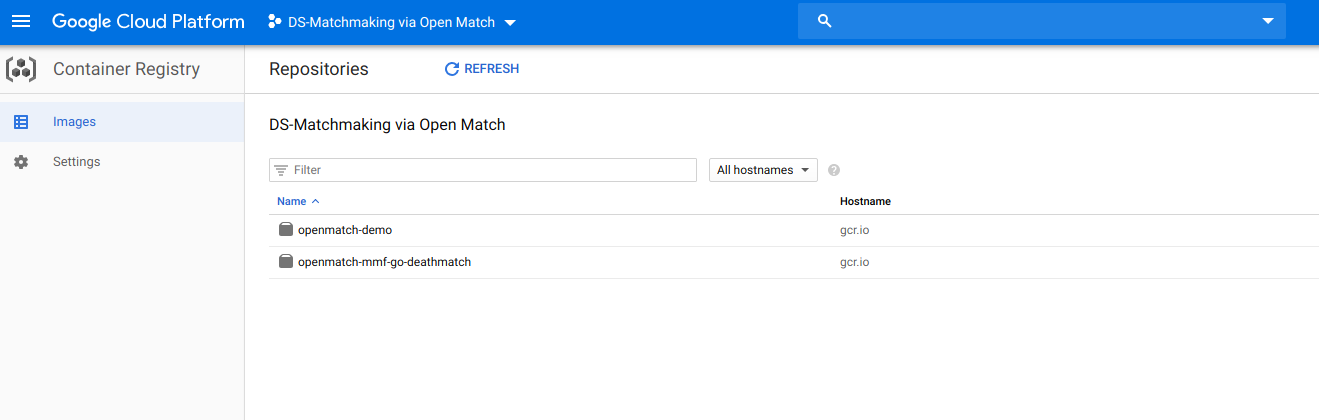 Google Cloud Platform DS-Matchmaking via Open Match
Container Registry Repositories REFRESH
Images
Settings
DS-Matchmaking via Open Match
Filter All hostnames ?
Name Hostname
openmatch-demo gcr.io
openmatch-mmf-go-deathmatch gcr.io